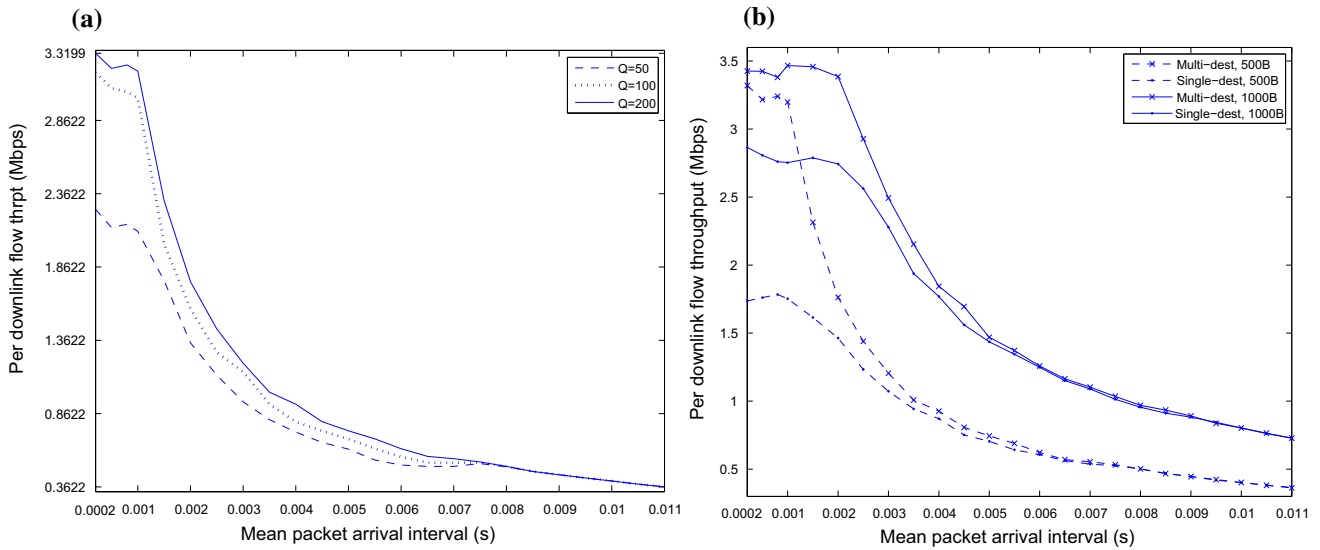 (a)
3.3199
2.8622
2.3622
1.8622
1.3622
0.8622
0.3622
Per downlink flow thrpt (Mbps)
Q=50
Q=100
Q=200
0.0002 0.001 0.002 0.003 0.004 0.005 0.006 0.007 0.008 0.009 0.01 0.011
Mean packet arrival interval (s)
(b)
3.5
3
2.5
2
1.5
1
0.5
Per downlink flow throughput (Mbps)
Multi−dest, 500B
Single−dest, 500B
Multi−dest, 1000B
Single−dest, 1000B
0.0002 0.001 0.002 0.003 0.004 0.005 0.006 0.007 0.008 0.009 0.01 0.011
Mean packet arrival interval (s)